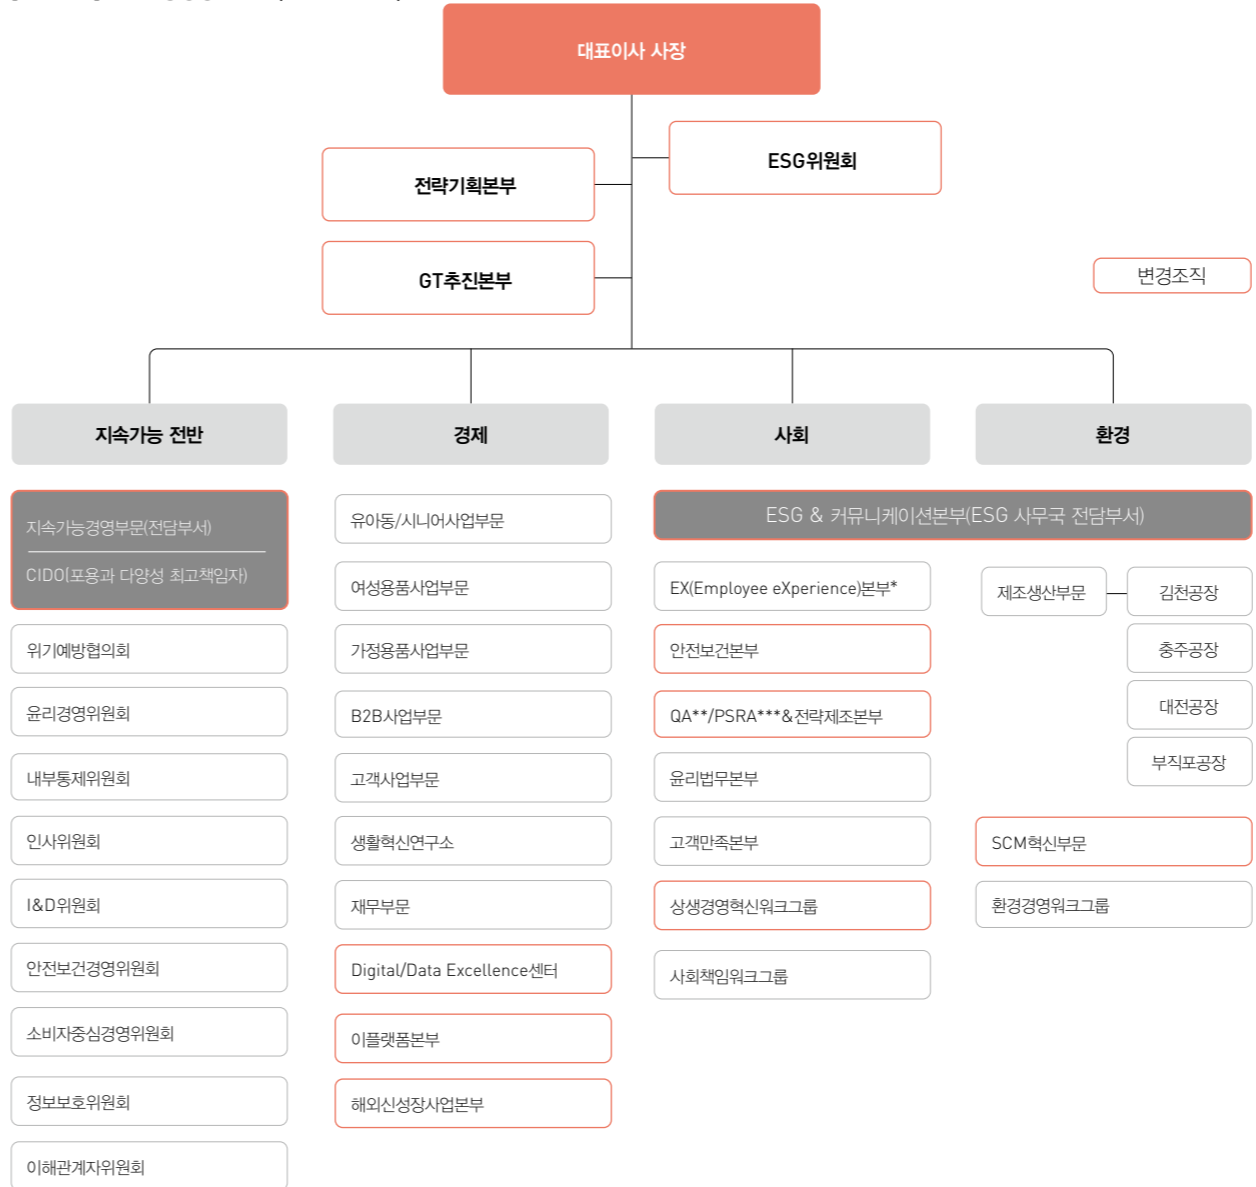 대표이사 사장
ESG위원회
전략기획본부
GT추진본부
변경조직
지속가능 전반
경제
사회
환경
지속가능경영부문(전담부서)
CIDO(포용과 다양성 최고책임자)
위기예방협의회
윤리경영위원회
내부통제위원회
인사위원회
I&D위원회
안전보건경영위원회
소비자중심경영위원회
정보보호위원회
이해관계자위원회
유아동/시니어사업부문
여성용품사업부문
가정용품사업부문
B2B사업부문
고객사업부문
생활혁신연구소
재무부문
Digital/Data Excellence센터
이플랫폼본부
해외신성장사업본부
ESG & 커뮤니케이션본부(ESG 사무국 전담부서)
EX(Employee eXperience)본부*
안전보건본부
QA**/PSRA***&전략제조본부
윤리법무본부
고객만족본부
상생경영혁신워크그룹
사회책임워크그룹
제조생산부문
김천공장
충주공장
대전공장
부직포공장
SCM혁신부문
환경경영워크그룹